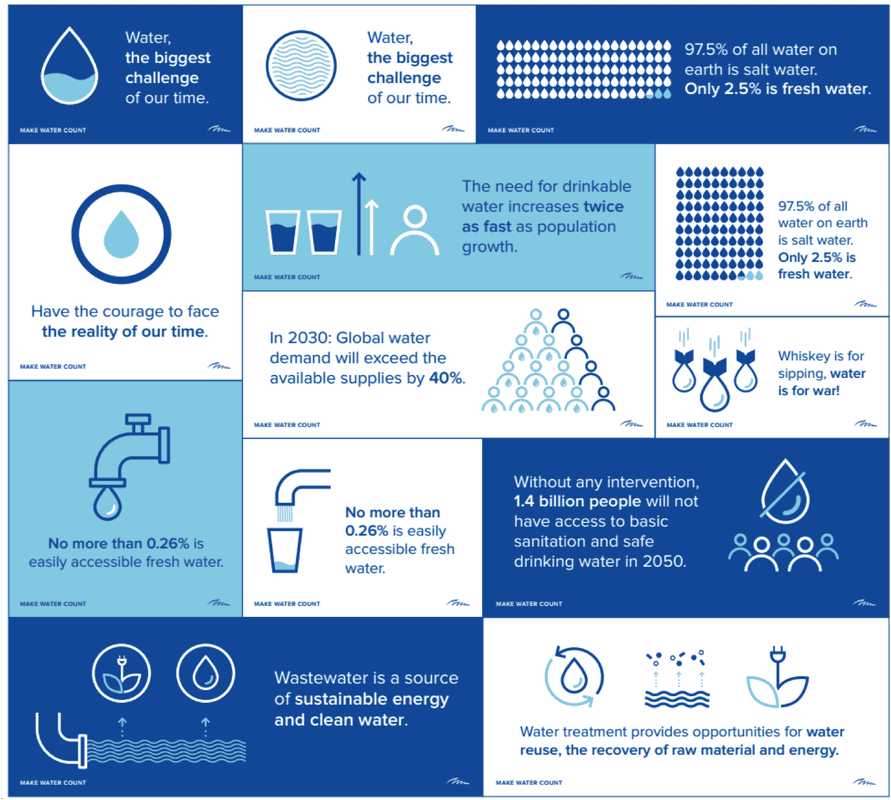 Water,
the biggest
challenge
of our time.
MAKE WATER COUNT
Water,
the biggest
challenge
of our time.
MAKE WATER COUNT
97.5% of all water on
earth is salt water.
Only 2.5% is fresh water.
MAKE WATER COUNT
Have the courage to face
the reality of our time.
MAKE WATER COUNT
The need for drinkable
water increases twice
as fast as population
growth.
MAKE WATER COUNT
97.5% of all
water on earth
is salt water.
Only 2.5% is
fresh water.
MAKE WATER COUNT
In 2030: Global water
demand will exceed the
available supplies by 40%.
MAKE WATER COUNT
Whiskey is for
sipping, water
is for war!
MAKE WATER COUNT
No more than 0.26% is
easily accessible fresh water.
MAKE WATER COUNT
No more than
0.26% is easily
accessible fresh
water.
MAKE WATER COUNT
Without any intervention,
1.4 billion people will not
have access to basic
sanitation and safe
drinking water in 2050.
MAKE WATER COUNT
Wastewater is a source
of sustainable energy
and clean water.
MAKE WATER COUNT
Water treatment provides opportunities for water
reuse, the recovery of raw material and energy.
MAKE WATER COUNT